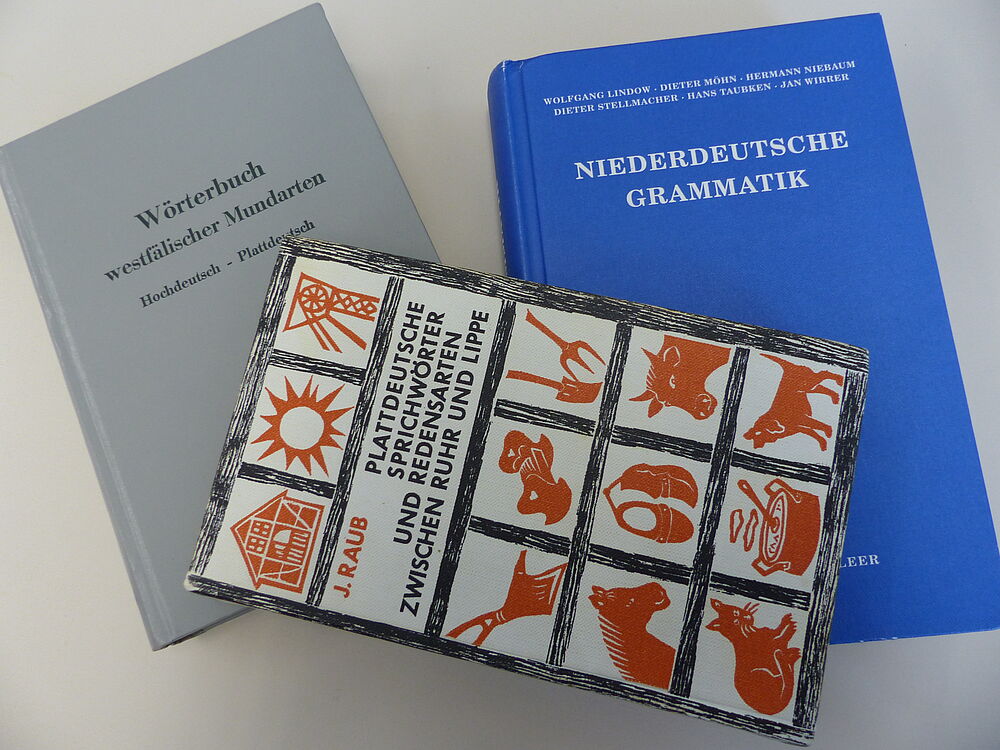 Wörterbuch
westfälischer Mundarten
Hochdeutsch - Plattdeutsch
WOLFGANG LINDOW · DIETER MÖHN · HERMANN NIEBAUM
DIETER STELLMACHER · HANS TAUBKEN · JAN WIRRER
NIEDERDEUTSCHE
GRAMMATIK
LEER
J. RAUB
PLATTDEUTSCHE
SPRICHWÖRTER
UND REDENSARTEN
ZWISCHEN RUHR UND LIPPE